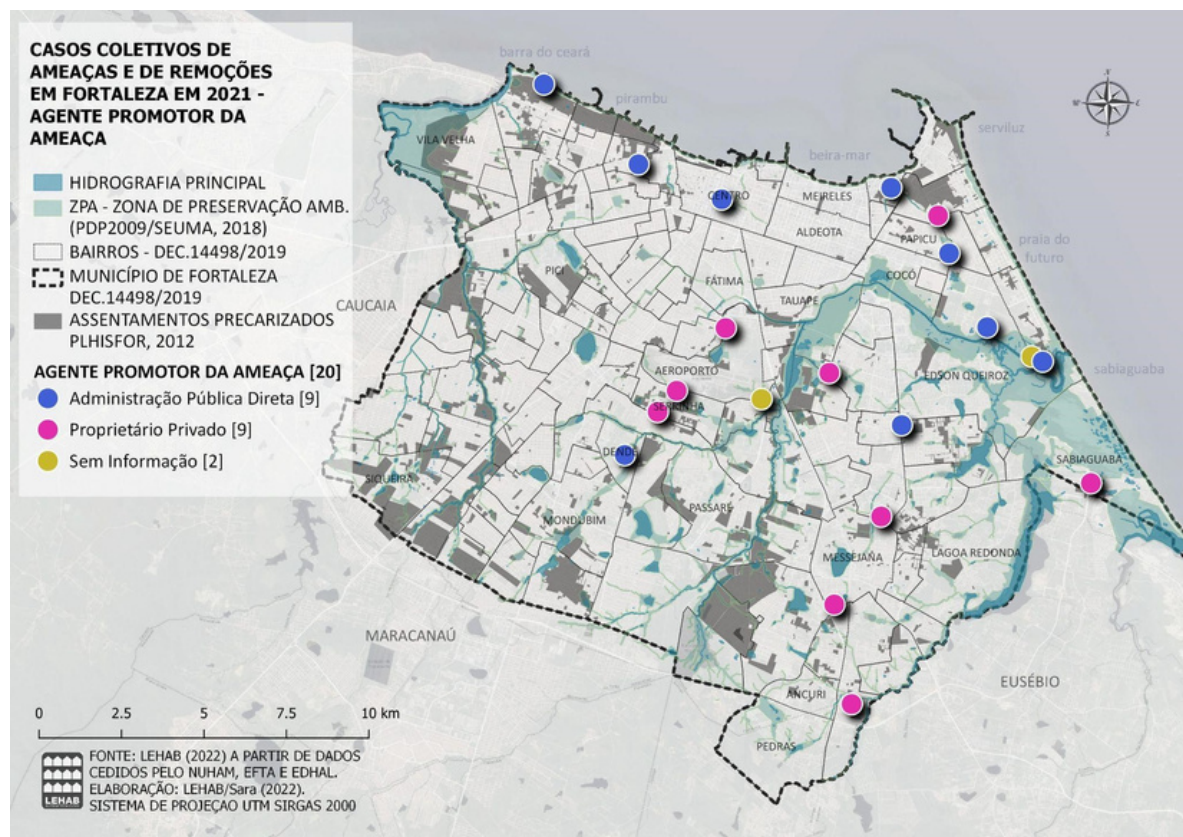 CASOS COLETIVOS DE
AMEAÇAS E DE REMOÇÕES
EM FORTALEZA EM 2021 -
AGENTE PROMOTOR DA
AMEAÇA
HIDROGRAFIA PRINCIPAL
ZPA - ZONA DE PRESERVAÇÃO AMB.
(PDP2009/SEUMA, 2018)
BAIRROS - DEC.14498/2019
MUNICÍPIO DE FORTALEZA
DEC.14498/2019
ASSENTAMENTOS PRECARIZADOS
PLHISFOR, 2012
AGENTE PROMOTOR DA AMEAÇA [20]
Administração Pública Direta [9]
Proprietário Privado [9]
Sem Informação [2]
barra do ceará
pirambu
serviluz
beira-mar
VILA VELHA
CENTRO
MEIRELES
ALDEOTA
PAPICU
praia do
futuro
PICI
FÁTIMA
COCÓ
TAUAPE
CAUCAIA
AEROPORTO
EDSON QUEIROZ
sabiaguaba
SERRINHA
DENDÊ
SABIAGUABA
SIQUEIRA
PASSARÉ
MONDUBIM
MESSEJANA
LAGOA REDONDA
MARACANAÚ
EUSÉBIO
ANCURI
PEDRAS
0 2.5 5 7.5 10 km
N
E
S
W
FONTE: LEHAB (2022) A PARTIR DE DADOS
CEDIDOS PELO NUHAM, EFTA E EDHAL.
ELABORAÇÃO: LEHAB/Sara (2022).
SISTEMA DE PROJEÇAO UTM SIRGAS 2000
LEHAB